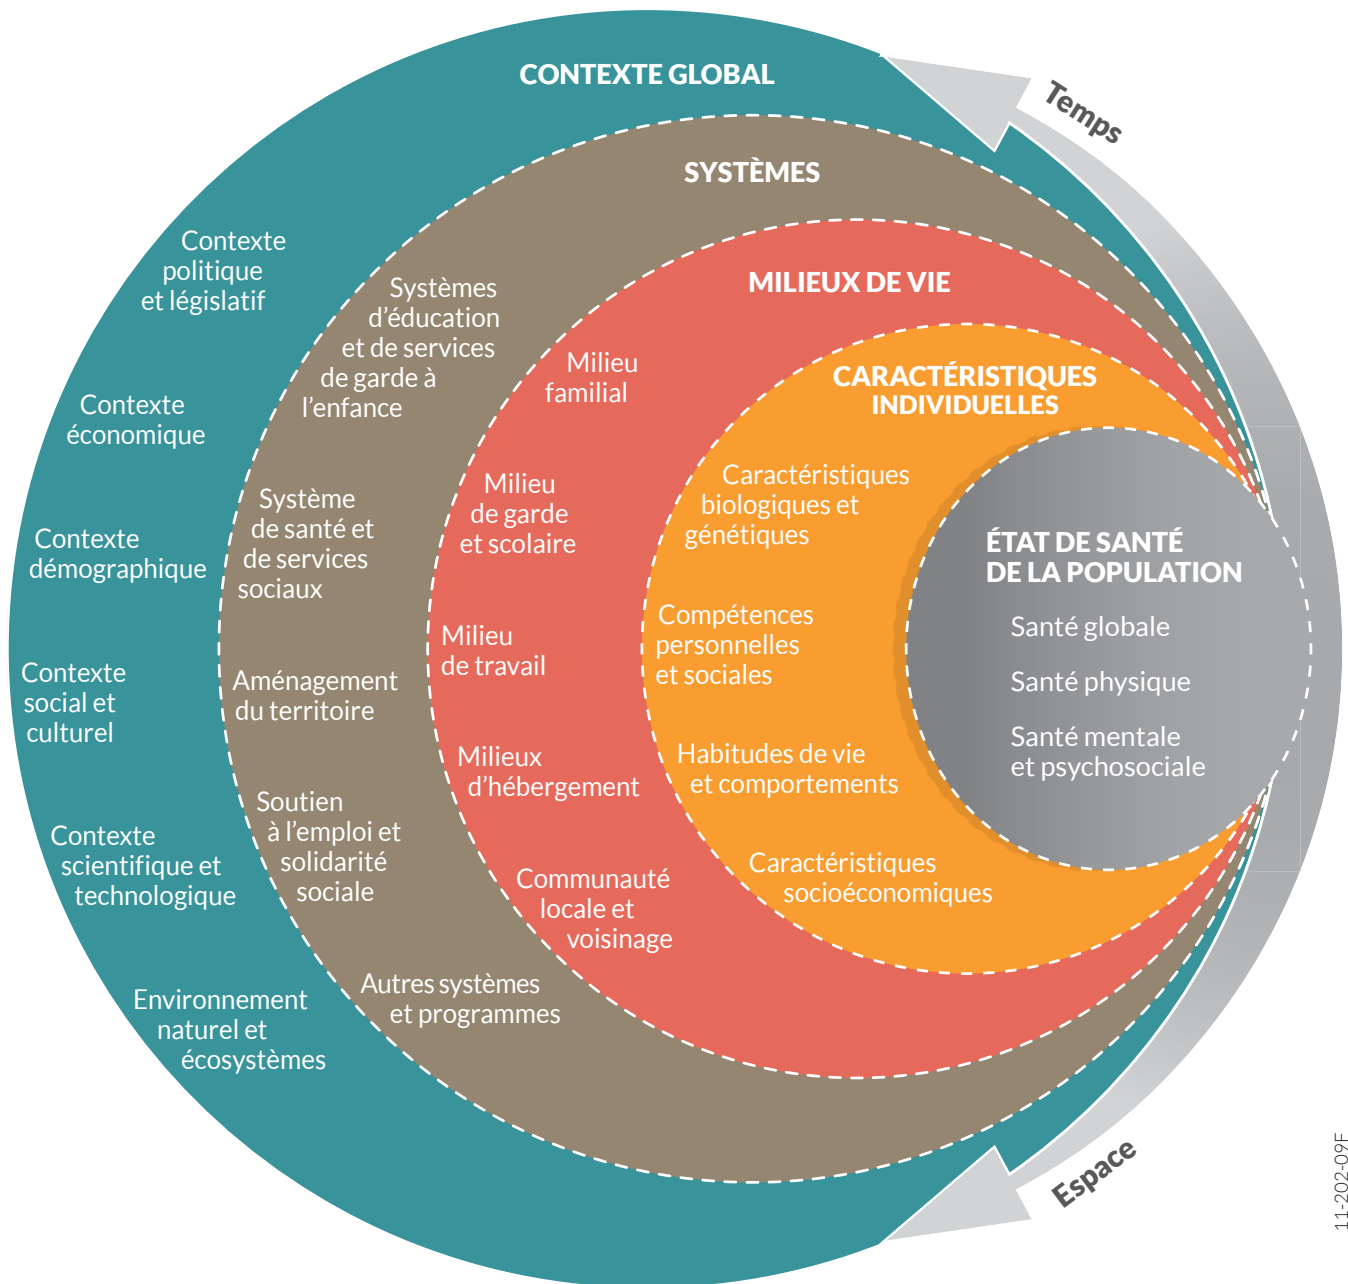 CONTEXTE GLOBAL
Contexte
politique
et législatif
Contexte
économique
Contexte
démographique
Contexte
social et
culturel
Contexte
scientifique et
technologique
Environnement
naturel et
écosystèmes
SYSTÈMES
Systèmes
d'éducation
et de services
de garde à
l'enfance
Système
de santé et
de services
sociaux
Aménagement
du territoire
Soutien
à l'emploi et
solidarité
sociale
Autres systèmes
et programmes
MILIEUX DE VIE
Milieu
familial
Milieu
de garde
et scolaire
Milieu
de travail
Milieux
d'hébergement
Communauté
locale et
voisinage
CARACTÉRISTIQUES
INDIVIDUELLES
Caractéristiques
biologiques et
génétiques
Compétences
personnelles
et sociales
Habitudes de vie
et comportements
Caractéristiques
socioéconomiques
ÉTAT DE SANTÉ
DE LA POPULATION
Santé globale
Santé physique
Santé mentale
et psychosociale
Temps
Espace
11-202-09F